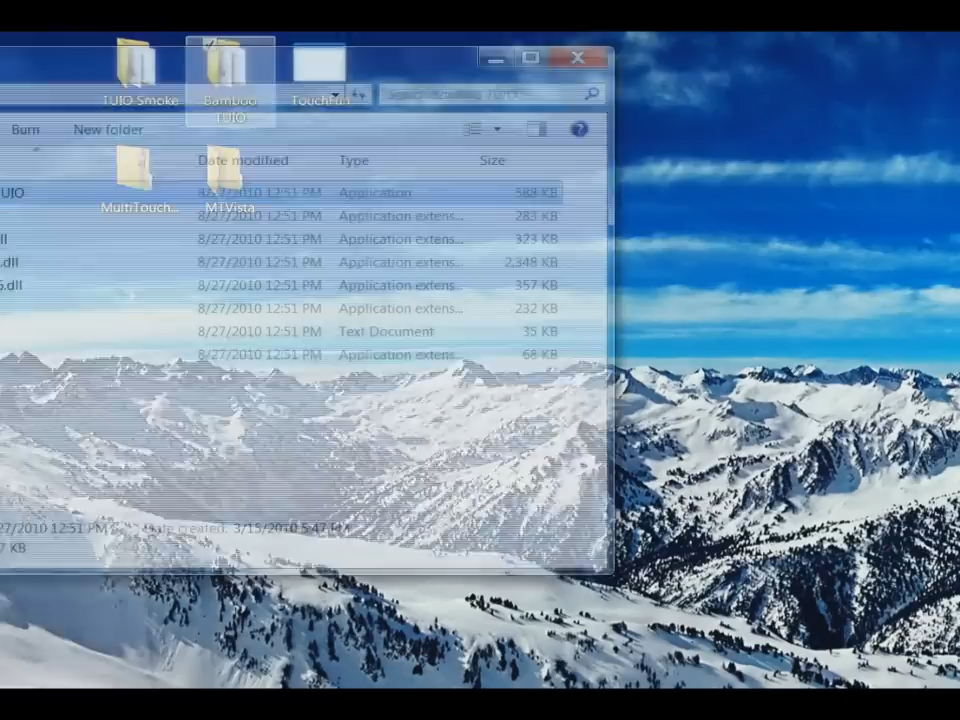 TUIO Smoke
Bamboo
TUIO
Burn
New folder
Date modified Type Size
MultiTouch...
MTVista
UIO 8/27/2010 12:51 PM Application 588 KB
8/27/2010 12:51 PM Application extens... 283 KB
ll 8/27/2010 12:51 PM Application extens... 323 KB
.dll 8/27/2010 12:51 PM Application extens... 2,348 KB
5.dll 8/27/2010 12:51 PM Application extens... 357 KB
8/27/2010 12:51 PM Application extens... 232 KB
8/27/2010 12:51 PM Text Document 35 KB
8/27/2010 12:51 PM Application extens... 68 KB
27/2010 12:51 PM Date created: 3/15/2010 5:47 PM
7 KB